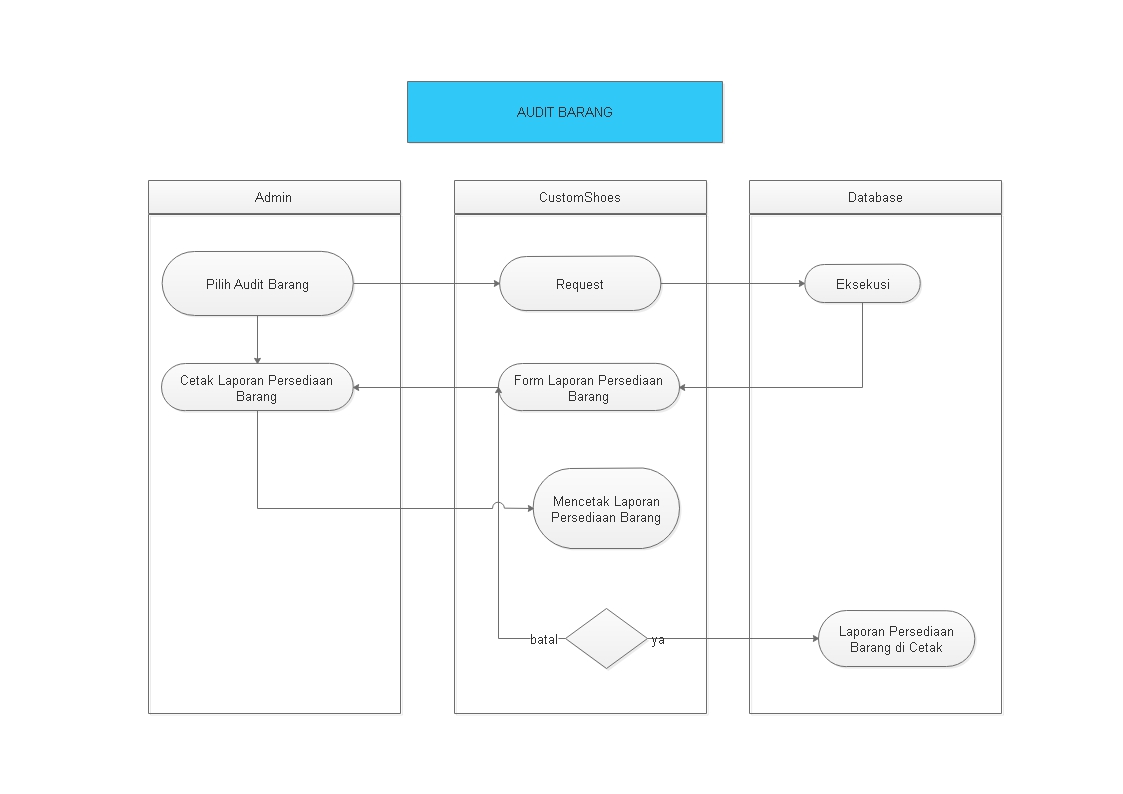 AUDIT BARANG
Admin
CustomShoes
Database
Pilih Audit Barang
Request
Eksekusi
Cetak Laporan Persediaan
Barang
Form Laporan Persediaan
Barang
Mencetak Laporan
Persediaan Barang
batal
ya
Laporan Persediaan
Barang di Cetak